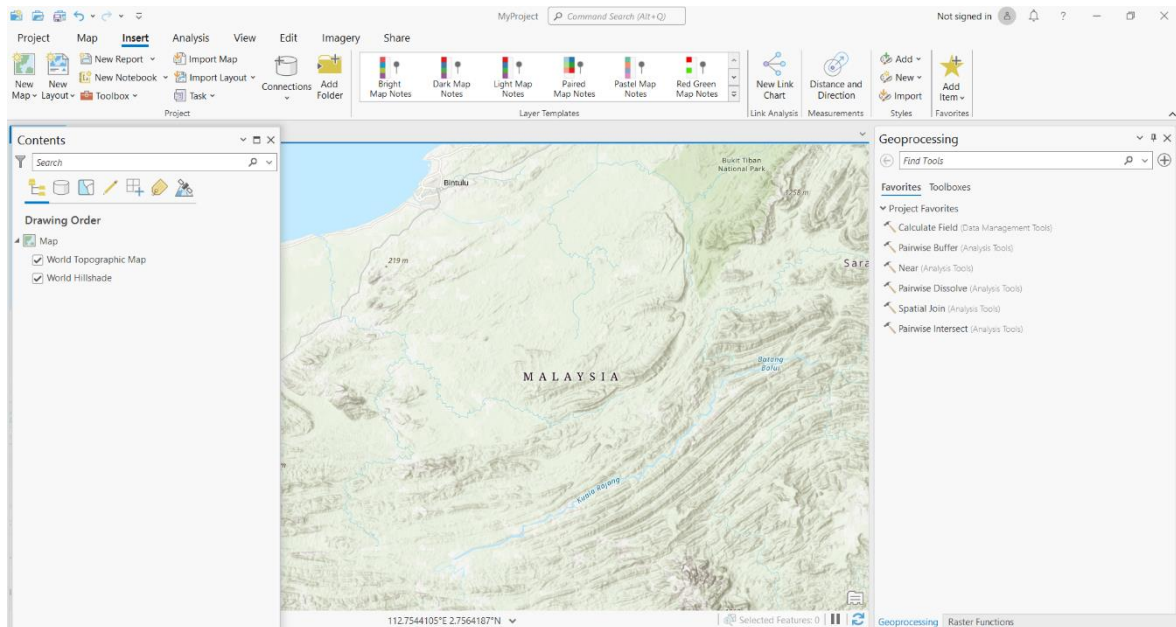 MyProject
Command Search (Alt+Q)
Not signed in
?
Project Map Insert Analysis View Edit Imagery Share
New Map
New Layout
New Report
New Notebook
Toolbox
Import Map
Import Layout
Task
Connections
Add Folder
Project
Bright Map Notes
Dark Map Notes
Light Map Notes
Paired Map Notes
Pastel Map Notes
Red Green Map Notes
Layer Templates
New Link Chart
Link Analysis
Distance and Direction
Measurements
Add
New
Import
Styles
Add Item
Favorites
Contents
Search
Drawing Order
Map
World Topographic Map
World Hillshade
Bintulu
Bukit Tiban
National Park
1258 m
219 m
Sara
MALAYSIA
Batang
Kuala Rajang
112.7544105°E 2.7564187°N
Selected Features: 0
Geoprocessing
Find Tools
Favorites Toolboxes
Project Favorites
Calculate Field (Data Management Tools)
Pairwise Buffer (Analysis Tools)
Near (Analysis Tools)
Pairwise Dissolve (Analysis Tools)
Spatial Join (Analysis Tools)
Pairwise Intersect (Analysis Tools)
Geoprocessing Raster Functions